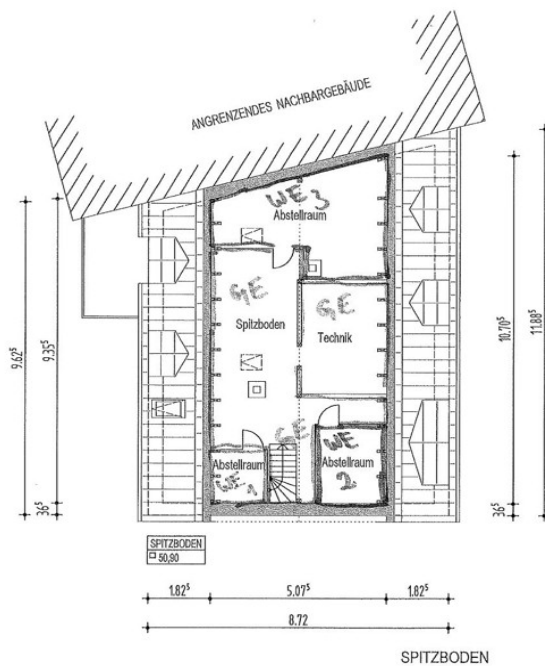 ANGRENZENDES NACHBARGEBÄUDE
WE 3
Abstellraum
GE
Spitzboden
GE
Technik
GE
Abstellraum
WE 1
WE
Abstellraum
2
9.62⁵
9.35
36⁵
10.70⁵
11.88⁵
36⁵
SPITZBODEN
50,90
1.82⁵
5.07⁵
1.82⁵
8.72
SPITZBODEN